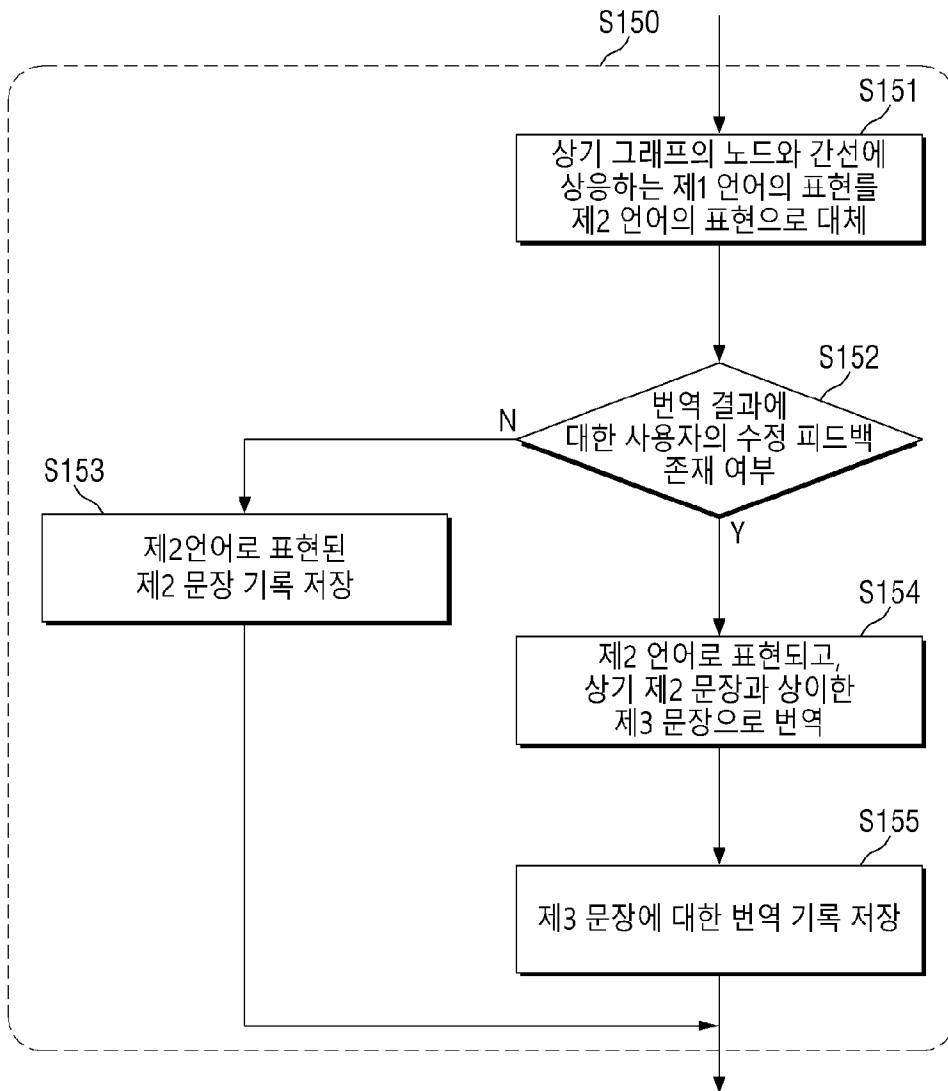 S150
S151
상기 그래프의 노드와 간선에
상응하는 제1 언어의 표현를
제2 언어의 표현으로 대체
S152
번역 결과에
대한 사용자의 수정 피드백
존재 여부
N
Y
S153
제2언어로 표현된
제2 문장 기록 저장
S154
제2 언어로 표현되고,
상기 제2 문장과 상이한
제3 문장으로 번역
S155
제3 문장에 대한 번역 기록 저장